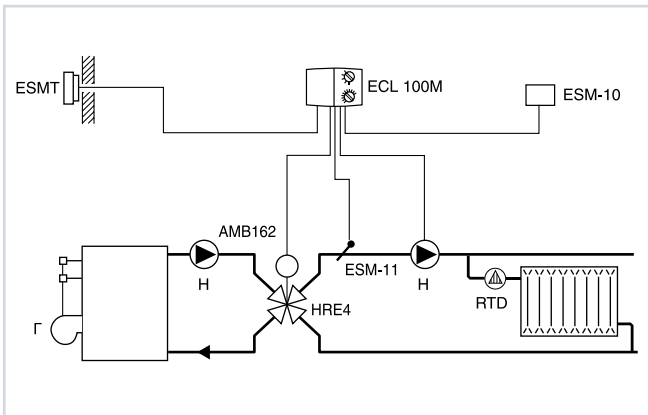 ESMT
ECL 100M
ESM-10
AMB162
ESM-11
Н
HRE4
Н
RTD
Г